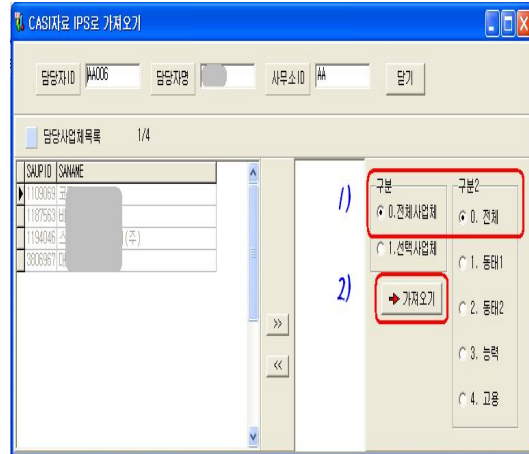 CASI자료 IPS로 가져오기
담당자ID AA006 담당자명 사무소ID AA 닫기
담당사업체목록 1/4
SAUPID SANAME
1109069 코
1187563
1194046 스 (주)
3806967
1)
구분
0.전체사업체
1.선택사업체
2)
가져오기
>>
<<
구분2
0. 전체
1. 동태1
2. 동태2
3. 능력
4. 고용